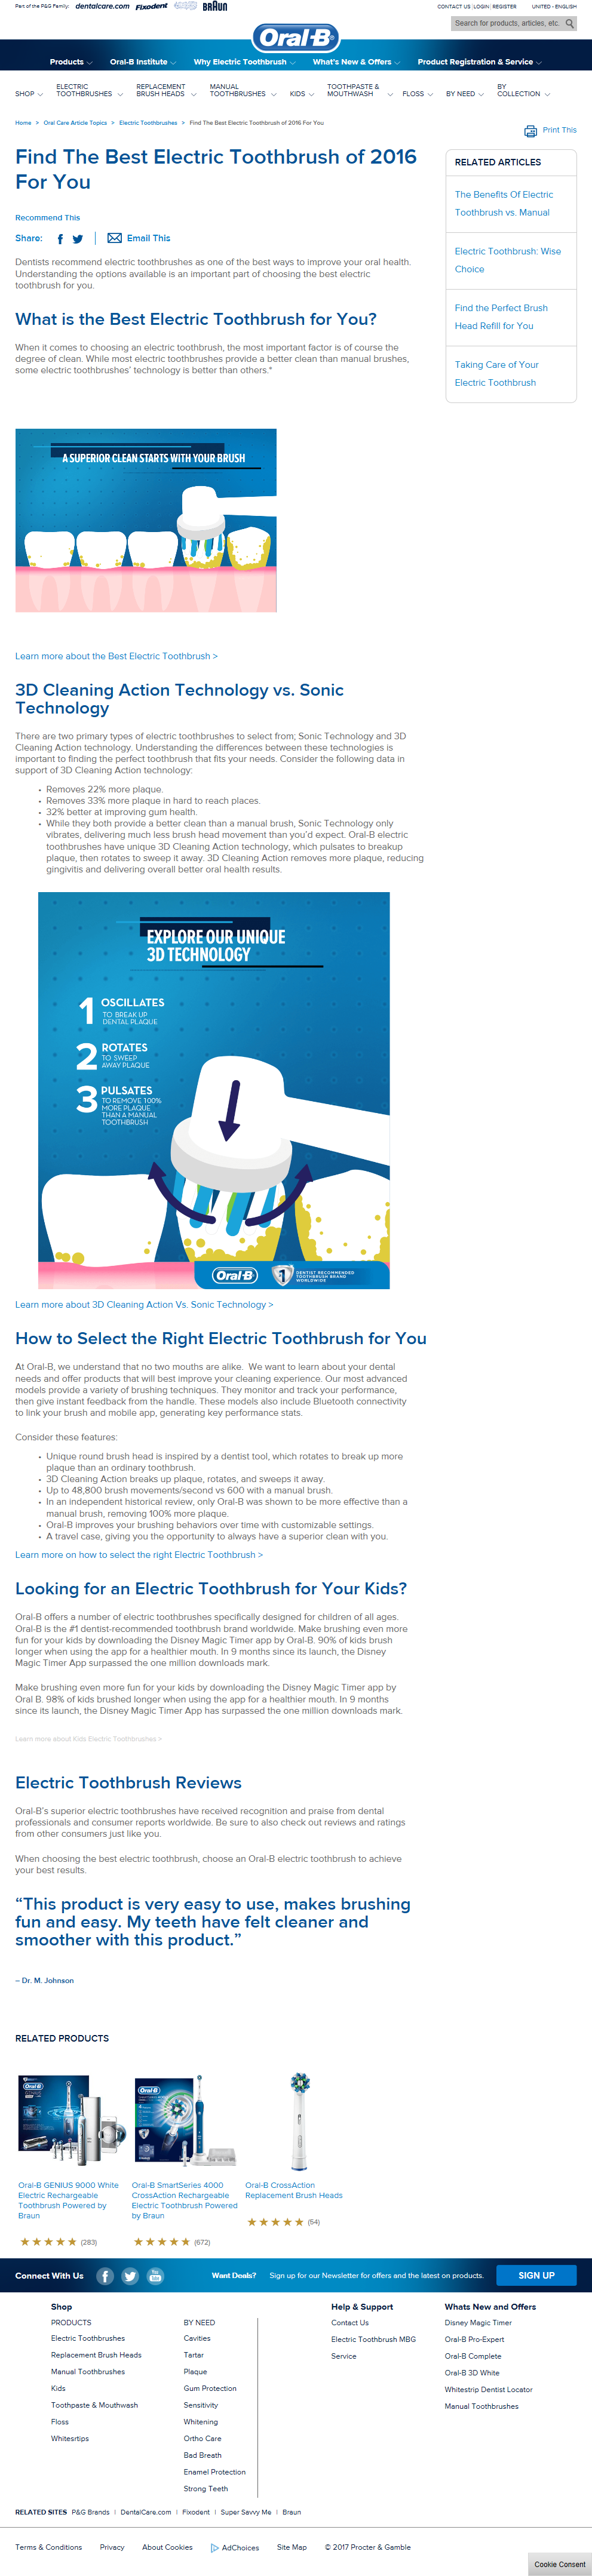 Part of the P&G Family: dentalcare.com Fixodent BRAUN
CONTACT US | LOGIN | REGISTER UNITED - ENGLISH
Search for products, articles, etc.
Oral-B
Products Oral-B Institute Why Electric Toothbrush What's New & Offers Product Registration & Service
SHOP ELECTRIC TOOTHBRUSHES REPLACEMENT BRUSH HEADS MANUAL TOOTHBRUSHES KIDS TOOTHPASTE & MOUTHWASH FLOSS BY NEED BY COLLECTION
Home > Oral Care Article Topics > Electric Toothbrushes > Find The Best Electric Toothbrush of 2016 For You
Print This
Find The Best Electric Toothbrush of 2016
For You
Recommend This
Share: Email This
Dentists recommend electric toothbrushes as one of the best ways to improve your oral health.
Understanding the options available is an important part of choosing the best electric
toothbrush for you.
RELATED ARTICLES
The Benefits Of Electric
Toothbrush vs. Manual
Electric Toothbrush: Wise
Choice
Find the Perfect Brush
Head Refill for You
Taking Care of Your
Electric Toothbrush
What is the Best Electric Toothbrush for You?
When it comes to choosing an electric toothbrush, the most important factor is of course the
degree of clean. While most electric toothbrushes provide a better clean than manual brushes,
some electric toothbrushes' technology is better than others.*
A SUPERIOR CLEAN STARTS WITH YOUR BRUSH
Learn more about the Best Electric Toothbrush >
3D Cleaning Action Technology vs. Sonic
Technology
There are two primary types of electric toothbrushes to select from; Sonic Technology and 3D
Cleaning Action technology. Understanding the differences between these technologies is
important to finding the perfect toothbrush that fits your needs. Consider the following data in
support of 3D Cleaning Action technology:
• Removes 22% more plaque.
• Removes 33% more plaque in hard to reach places.
• 32% better at improving gum health.
• While they both provide a better clean than a manual brush, Sonic Technology only
vibrates, delivering much less brush head movement than you'd expect. Oral-B electric
toothbrushes have unique 3D Cleaning Action technology, which pulsates to breakup
plaque, then rotates to sweep it away. 3D Cleaning Action removes more plaque, reducing
gingivitis and delivering overall better oral health results.
EXPLORE OUR UNIQUE
3D TECHNOLOGY
1 OSCILLATES
TO BREAK UP
DENTAL PLAQUE
2 ROTATES
TO SWEEP
AWAY PLAQUE
3 PULSATES
TO REMOVE 100%
MORE PLAQUE
THAN A MANUAL
TOOTHBRUSH
Oral-B #1 DENTIST RECOMMENDED
TOOTHBRUSH BRAND
WORLDWIDE
Learn more about 3D Cleaning Action Vs. Sonic Technology >
How to Select the Right Electric Toothbrush for You
At Oral-B, we understand that no two mouths are alike. We want to learn about your dental
needs and offer products that will best improve your cleaning experience. Our most advanced
models provide a variety of brushing techniques. They monitor and track your performance,
then give instant feedback from the handle. These models also include Bluetooth connectivity
to link your brush and mobile app, generating key performance stats.
Consider these features:
• Unique round brush head is inspired by a dentist tool, which rotates to break up more
plaque than an ordinary toothbrush.
• 3D Cleaning Action breaks up plaque, rotates, and sweeps it away.
• Up to 48,800 brush movements/second vs 600 with a manual brush.
• In an independent historical review, only Oral-B was shown to be more effective than a
manual brush, removing 100% more plaque.
• Oral-B improves your brushing behaviors over time with customizable settings.
• A travel case, giving you the opportunity to always have a superior clean with you.
Learn more on how to select the right Electric Toothbrush >
Looking for an Electric Toothbrush for Your Kids?
Oral-B offers a number of electric toothbrushes specifically designed for children of all ages.
Oral-B is the #1 dentist-recommended toothbrush brand worldwide. Make brushing even more
fun for your kids by downloading the Disney Magic Timer app by Oral-B. 90% of kids brush
longer when using the app for a healthier mouth. In 9 months since its launch, the Disney
Magic Timer App surpassed the one million downloads mark.
Make brushing even more fun for your kids by downloading the Disney Magic Timer app by
Oral B. 98% of kids brushed longer when using the app for a healthier mouth. In 9 months
since its launch, the Disney Magic Timer App has surpassed the one million downloads mark.
Learn more about Kids Electric Toothbrushes >
Electric Toothbrush Reviews
Oral-B's superior electric toothbrushes have received recognition and praise from dental
professionals and consumer reports worldwide. Be sure to also check out reviews and ratings
from other consumers just like you.
When choosing the best electric toothbrush, choose an Oral-B electric toothbrush to achieve
your best results.
“This product is very easy to use, makes brushing
fun and easy. My teeth have felt cleaner and
smoother with this product.”
– Dr. M. Johnson
RELATED PRODUCTS
Oral-B GENIUS 9000 White
Electric Rechargeable
Toothbrush Powered by
Braun
(283)
Oral-B SmartSeries 4000
CrossAction Rechargeable
Electric Toothbrush Powered
by Braun
(672)
Oral-B CrossAction
Replacement Brush Heads
(54)
Connect With Us Want Deals? Sign up for our Newsletter for offers and the latest on products. SIGN UP
Shop
PRODUCTS
Electric Toothbrushes
Replacement Brush Heads
Manual Toothbrushes
Kids
Toothpaste & Mouthwash
Floss
Whitesrtips
BY NEED
Cavities
Tartar
Plaque
Gum Protection
Sensitivity
Whitening
Ortho Care
Bad Breath
Enamel Protection
Strong Teeth
Help & Support
Contact Us
Electric Toothbrush MBG
Service
Whats New and Offers
Disney Magic Timer
Oral-B Pro-Expert
Oral-B Complete
Oral-B 3D White
Whitestrip Dentist Locator
Manual Toothbrushes
RELATED SITES P&G Brands | DentalCare.com | Fixodent | Super Savvy Me | Braun
Terms & Conditions Privacy About Cookies AdChoices Site Map © 2017 Procter & Gamble
Cookie Consent